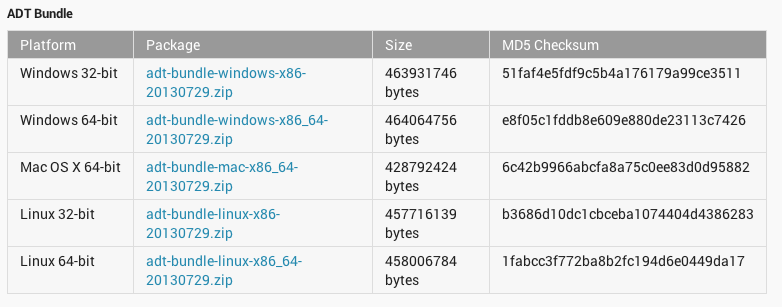 ADT Bundle
Platform Package Size MD5 Checksum
Windows 32-bit adt-bundle-windows-x86- 463931746 51faf4e5fdf9c5b4a176179a99ce3511
20130729.zip bytes
Windows 64-bit adt-bundle-windows-x86_64- 464064756 e8f05c1fddb8e609e880de23113c7426
20130729.zip bytes
Mac OS X 64-bit adt-bundle-mac-x86_64- 428792424 6c42b9966abcfa8a75c0ee83d0d95882
20130729.zip bytes
Linux 32-bit adt-bundle-linux-x86- 457716139 b3686d10dc1cbceba1074404d4386283
20130729.zip bytes
Linux 64-bit adt-bundle-linux-x86_64- 458006784 1fabcc3f772ba8b2fc194d6e0449da17
20130729.zip bytes